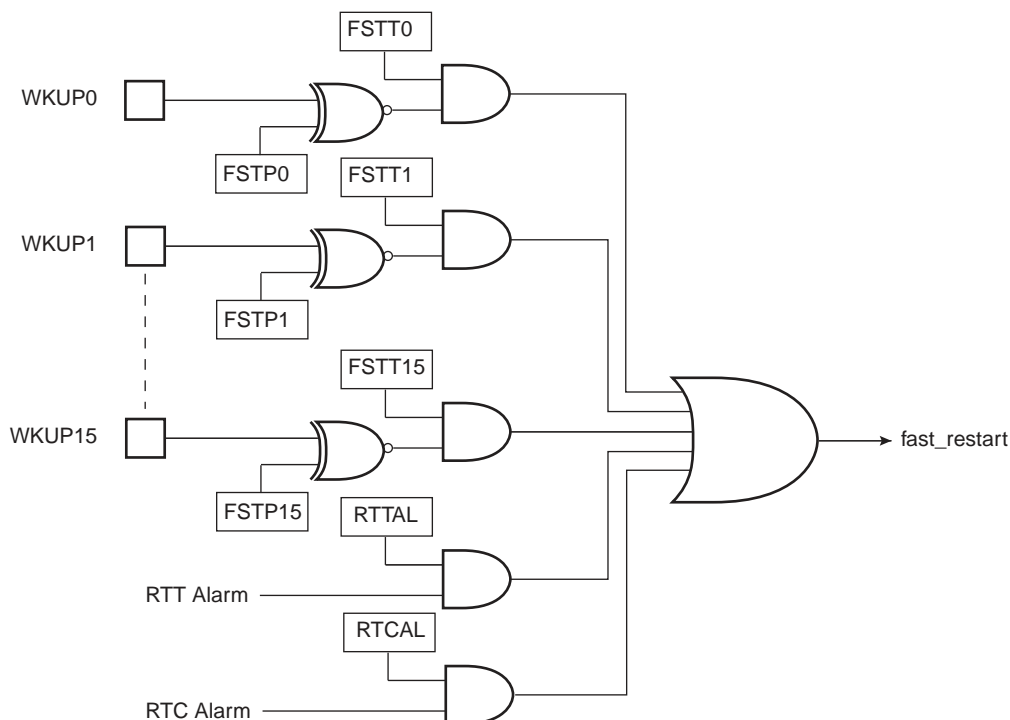 FSTT0
WKUP0
FSTP0
FSTT1
WKUP1
FSTP1
FSTT15
WKUP15
fast_restart
FSTP15
RTTAL
RTT Alarm
RTCAL
RTC Alarm